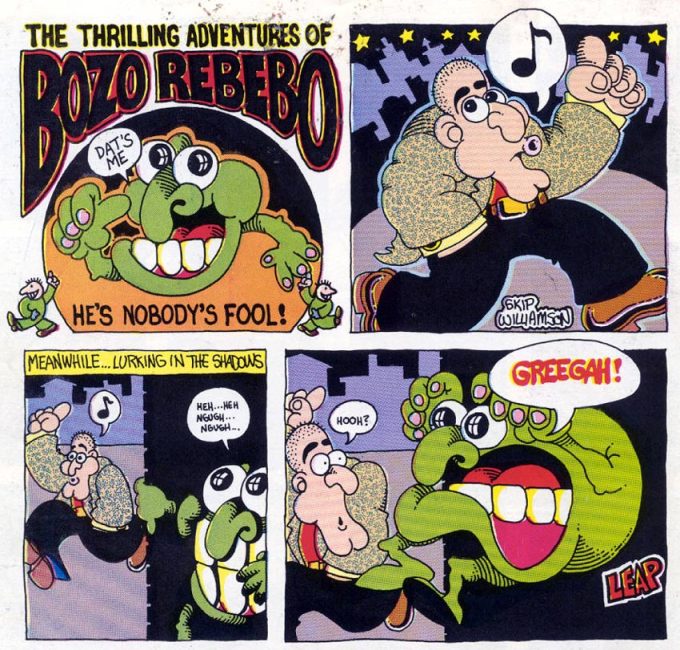 THE THRILLING ADVENTURES OF
BOZO REBEBO
DAT'S
ME
HE'S NOBODY'S FOOL!
SKIP
WILLIAMSON
MEANWHILE... LURKING IN THE SHADOWS
HEH...HEH
NGUGH...
NGUGH...
HOOH?
GREEGAH!
LEAP